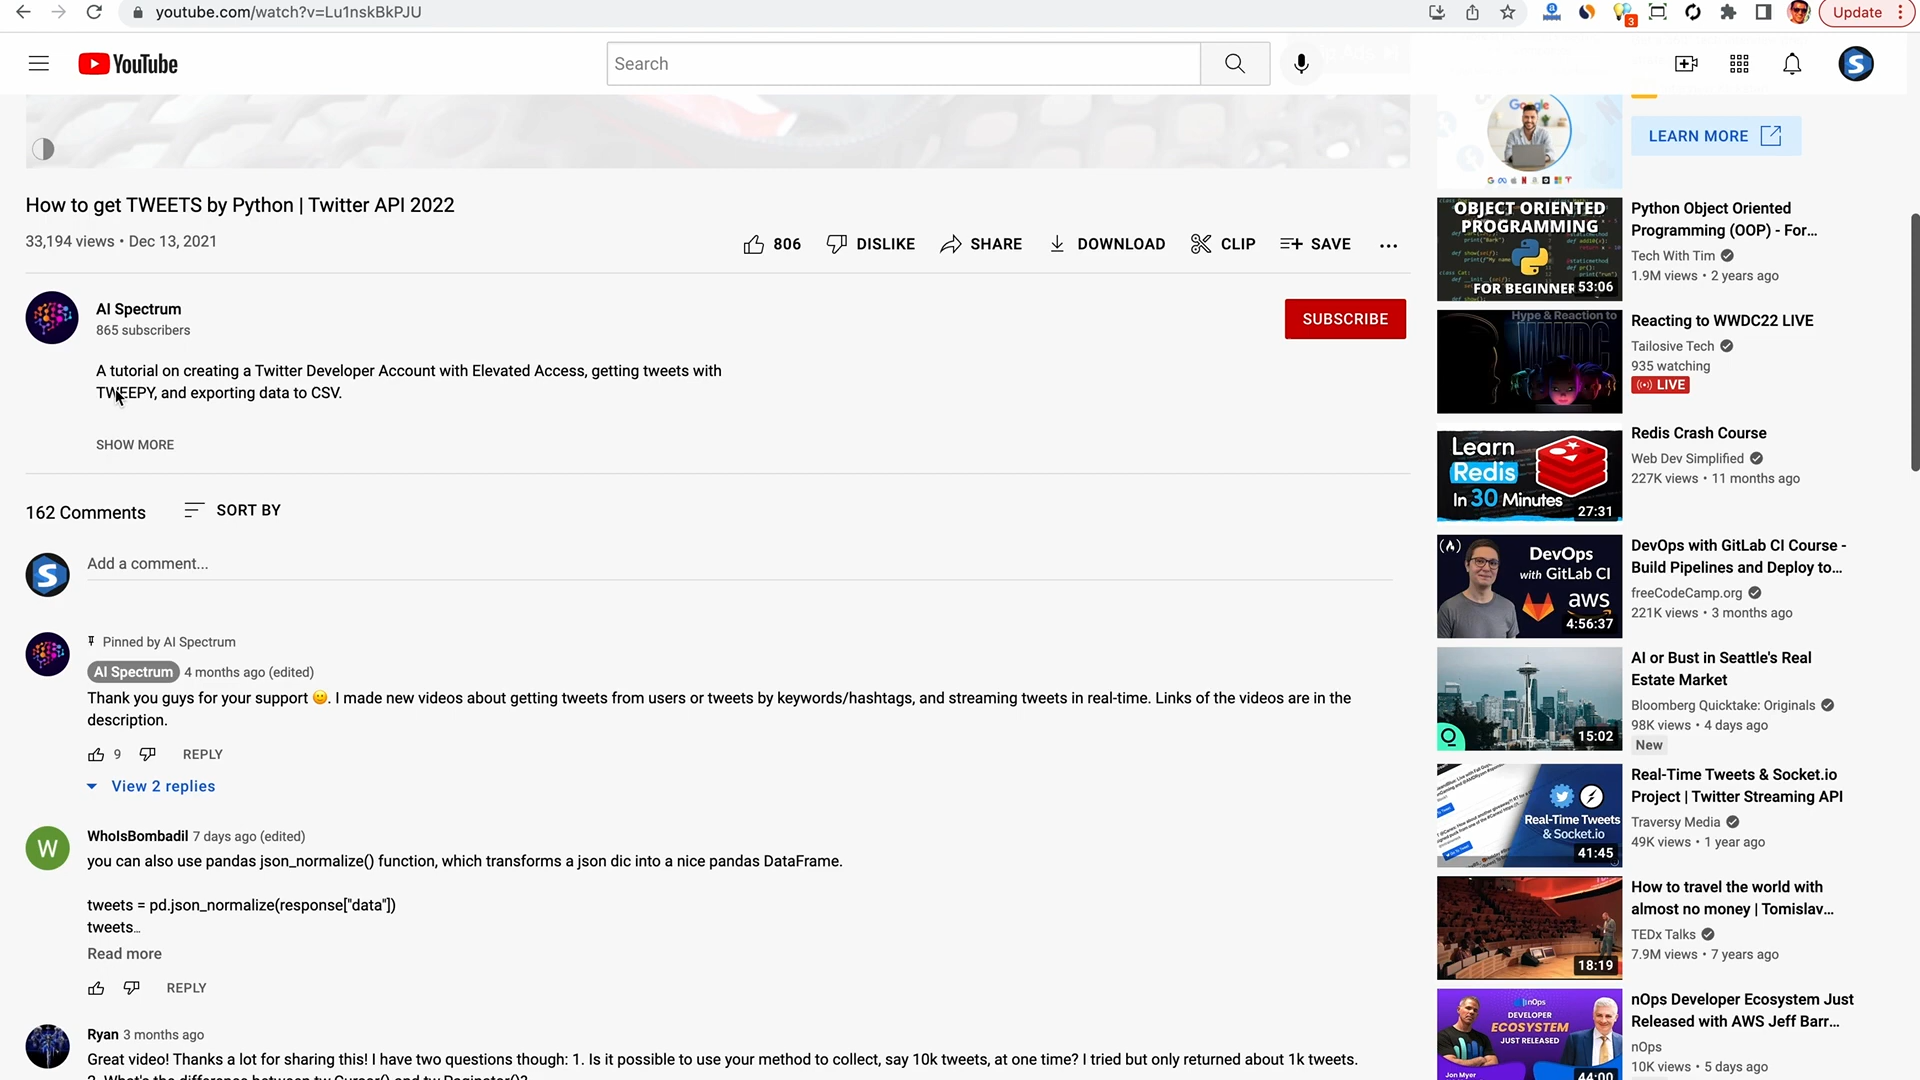 youtube.com/watch?v=Lu1nskBkPJU
3
Update
YouTube
Search
S
LEARN MORE
How to get TWEETS by Python | Twitter API 2022
33,194 views • Dec 13, 2021
806
DISLIKE
SHARE
DOWNLOAD
CLIP
SAVE
AI Spectrum
865 subscribers
SUBSCRIBE
A tutorial on creating a Twitter Developer Account with Elevated Access, getting tweets with
TWEEPY, and exporting data to CSV.
SHOW MORE
162 Comments
SORT BY
S
Add a comment...
Pinned by AI Spectrum
AI Spectrum 4 months ago (edited)
Thank you guys for your support 🙂. I made new videos about getting tweets from users or tweets by keywords/hashtags, and streaming tweets in real-time. Links of the videos are in the
description.
9
REPLY
View 2 replies
W
WhoIsBombadil 7 days ago (edited)
you can also use pandas json_normalize() function, which transforms a json dic into a nice pandas DataFrame.
tweets = pd.json_normalize(response["data"])
tweets…
Read more
REPLY
Ryan 3 months ago
Great video! Thanks a lot for sharing this! I have two questions though: 1. Is it possible to use your method to collect, say 10k tweets, at one time? I tried but only returned about 1k tweets.
Google
OBJECT ORIENTED
PROGRAMMING
FOR BEGINNER
53:06
Python Object Oriented
Programming (OOP) - For...
Tech With Tim
1.9M views • 2 years ago
Hype & Reaction to
WWDC
Reacting to WWDC22 LIVE
Tailosive Tech
935 watching
LIVE
Learn
Redis
In 30 Minutes
27:31
Redis Crash Course
Web Dev Simplified
227K views • 11 months ago
DevOps
with GitLab CI
aws
4:56:37
DevOps with GitLab CI Course -
Build Pipelines and Deploy to...
freeCodeCamp.org
221K views • 3 months ago
15:02
AI or Bust in Seattle's Real
Estate Market
Bloomberg Quicktake: Originals
98K views • 4 days ago
New
Real-Time Tweets
& Socket.io
41:45
Real-Time Tweets & Socket.io
Project | Twitter Streaming API
Traversy Media
49K views • 1 year ago
18:19
How to travel the world with
almost no money | Tomislav...
TEDx Talks
7.9M views • 7 years ago
nOps
DEVELOPER
ECOSYSTEM
JUST RELEASED
Jon Myer
44:00
nOps Developer Ecosystem Just
Released with AWS Jeff Barr...
nOps
10K views • 5 days ago